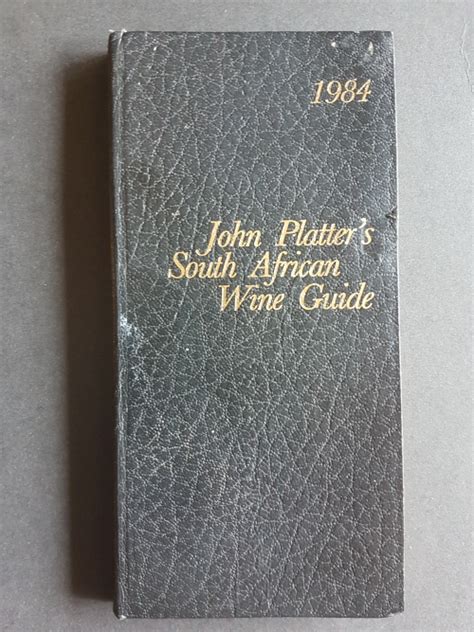 1984
John Platter's
South African
Wine Guide